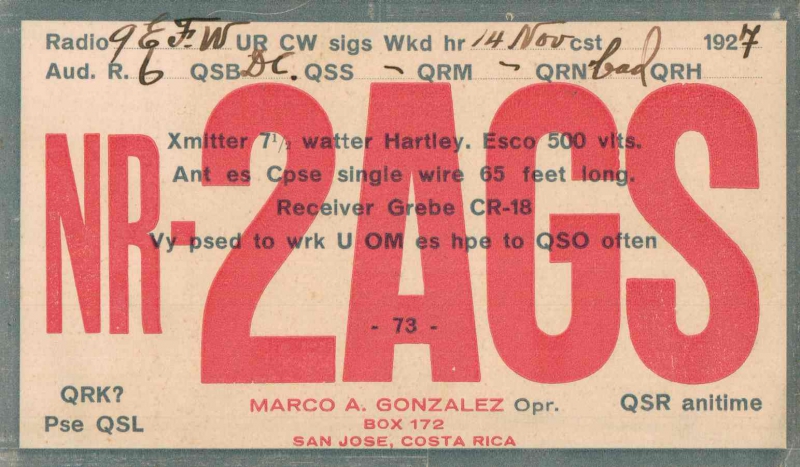 Radio 9EFW UR CW sigs Wkd hr 14 Nov cst 1927
Aud. R. 6 QSB DC. QSS - QRM - QRN bad QRH
NR-2AGS
Xmitter 7 1/2 watter Hartley. Esco 500 vlts.
Ant es Cpse single wire 65 feet long.
Receiver Grebe CR-18
Vy psed to wrk U OM es hpe to QSO often
- 73 -
QRK?
Pse QSL
MARCO A. GONZALEZ Opr.
BOX 172
SAN JOSE, COSTA RICA
QSR anitime